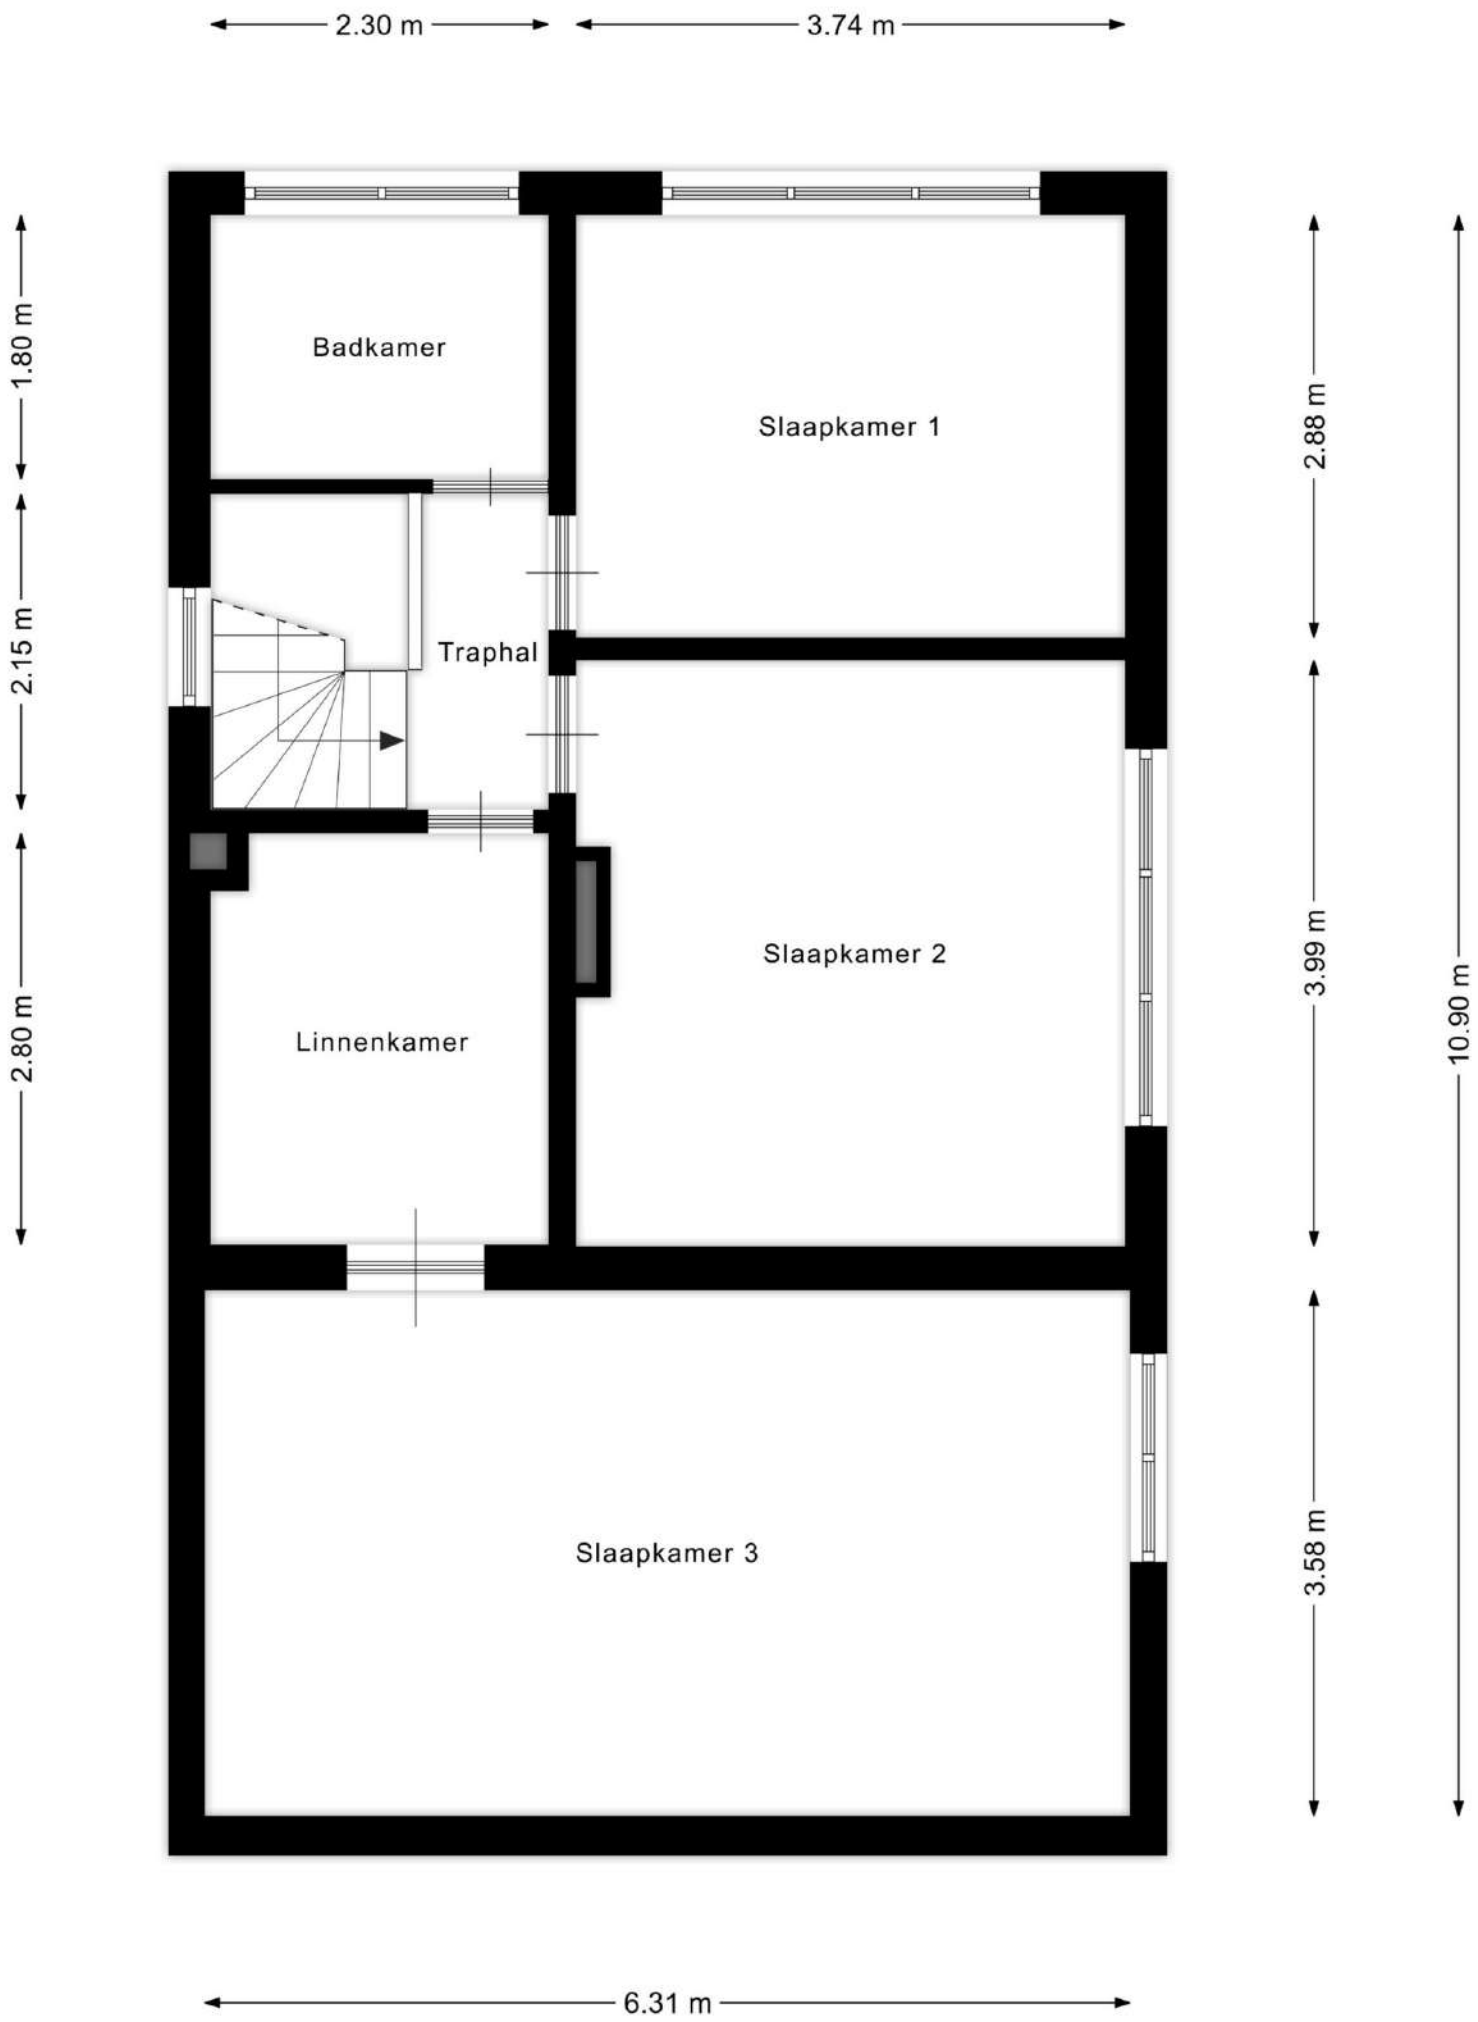 2.30 m
3.74 m
Badkamer
1.80 m
Slaapkamer 1
2.88 m
Traphal
2.15 m
Slaapkamer 2
3.99 m
Linnenkamer
2.80 m
10.90 m
Slaapkamer 3
3.58 m
6.31 m